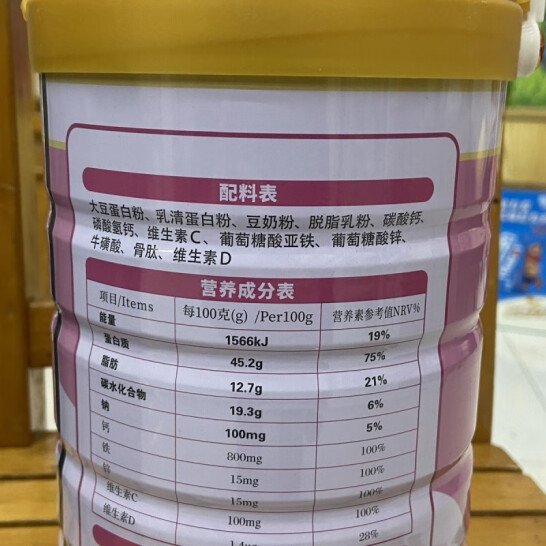 配料表
大豆蛋白粉、乳清蛋白粉、豆奶粉、脱脂乳粉、碳酸钙、
磷酸氢钙、维生素C、葡萄糖酸亚铁、葡萄糖酸锌、
牛磺酸、骨肽、维生素D
营养成分表
项目/Items 每100克(g) /Per100g 营养素参考值NRV%
能量 1566kJ 19%
蛋白质 45.2g 75%
脂肪 12.7g 21%
碳水化合物 19.3g 6%
钠 100mg 5%
钙 800mg 100%
铁 15mg 100%
锌 15mg 100%
维生素C 100mg 100%
维生素D 28%